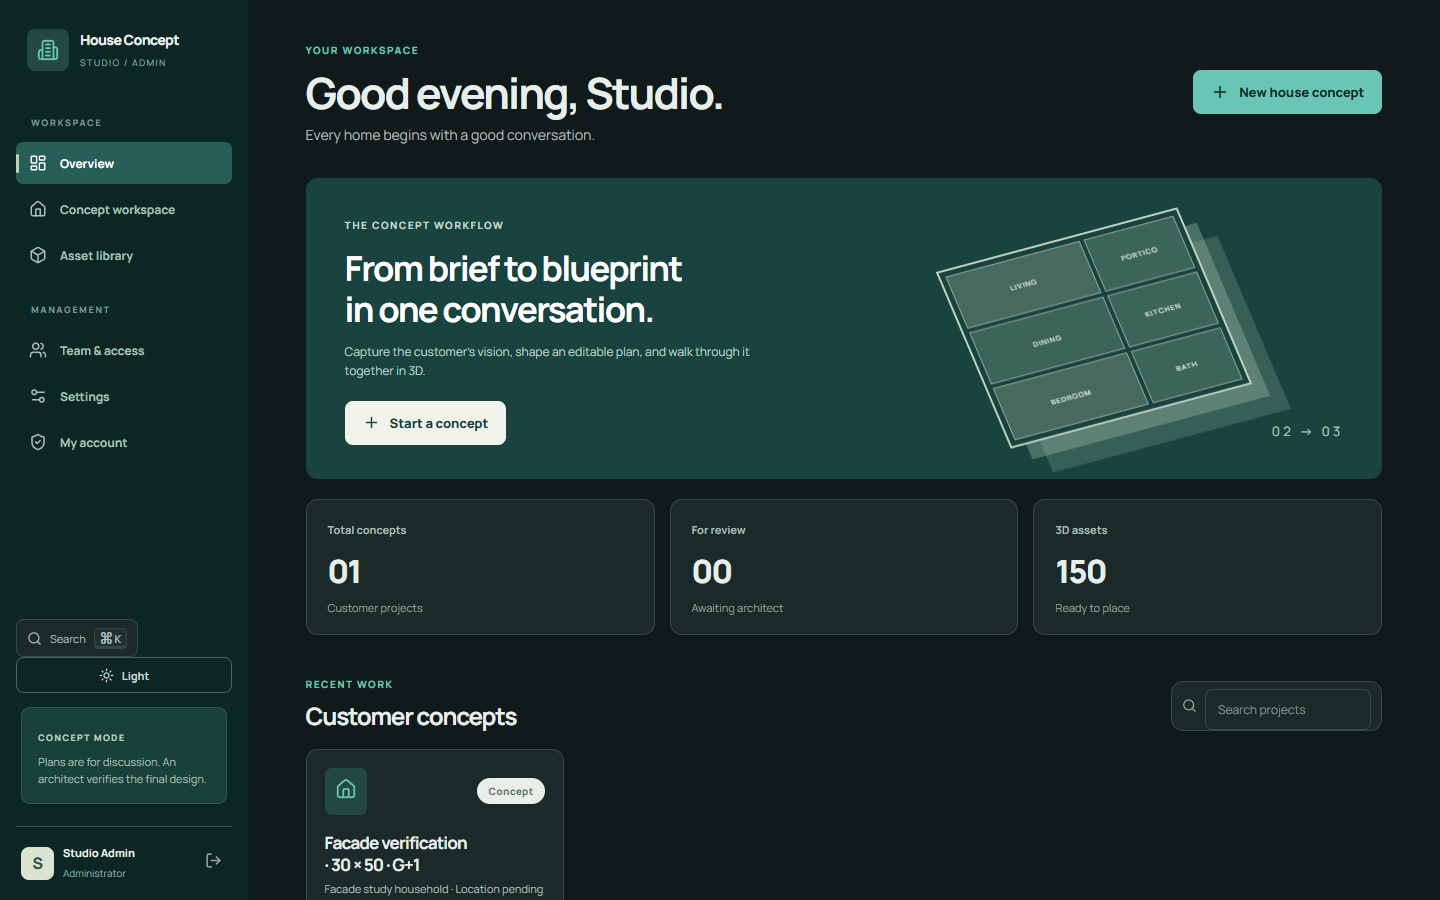 House Concept
STUDIO / ADMIN
WORKSPACE
Overview
Concept workspace
Asset library
MANAGEMENT
Team & access
Settings
My account
Search ⌘K
Light
CONCEPT MODE
Plans are for discussion. An
architect verifies the final design.
S
Studio Admin
Administrator
YOUR WORKSPACE
Good evening, Studio.
Every home begins with a good conversation.
New house concept
THE CONCEPT WORKFLOW
From brief to blueprint
in one conversation.
Capture the customer's vision, shape an editable plan, and walk through it
together in 3D.
Start a concept
LIVING
PORTICO
DINING
KITCHEN
BEDROOM
BATH
02 → 03
Total concepts
01
Customer projects
For review
00
Awaiting architect
3D assets
150
Ready to place
RECENT WORK
Customer concepts
Search projects
Concept
Facade verification
· 30 × 50 · G+1
Facade study household · Location pending